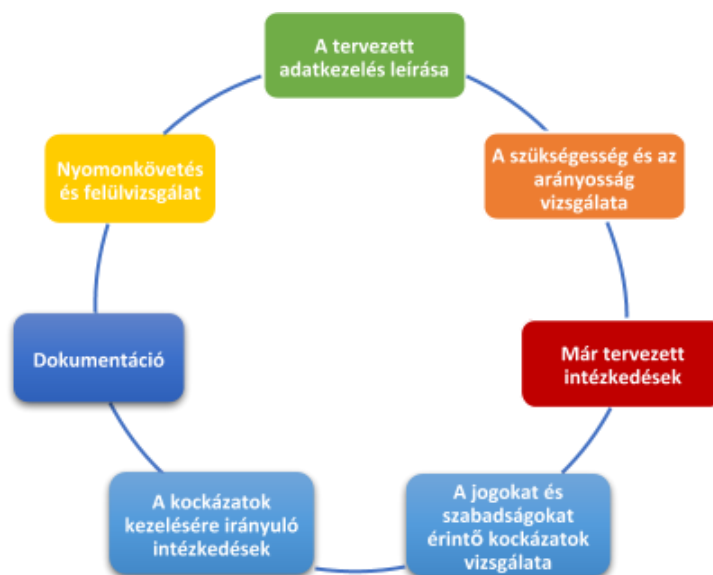 A tervezett
adatkezelés leírása
A szükségesség és az
arányosság
vizsgálata
Már tervezett
intézkedések
A jogokat és
szabadságokat
érintő kockázatok
vizsgálata
A kockázatok
kezelésére irányuló
intézkedések
Dokumentáció
Nyomonkövetés
és felülvizsgálat